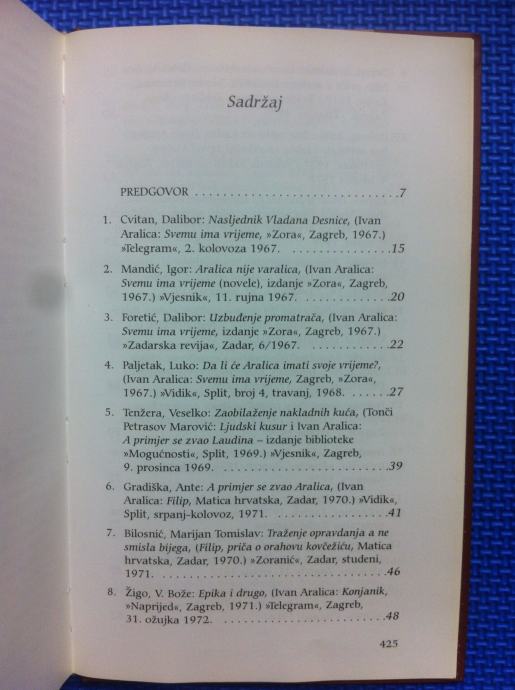 Sadržaj
PREDGOVOR . . . . . . . . . . . . . . . . . . . . . . . . . . . . . . . 7
1. Cvitan, Dalibor: Nasljednik Vladana Desnice, (Ivan
Aralica: Svemu ima vrijeme, »Zora«, Zagreb, 1967.)
»Telegram«, 2. kolovoza 1967. . . . . . . . . . . . . . . . 15
2. Mandić, Igor: Aralica nije varalica, (Ivan Aralica:
Svemu ima vrijeme (novele), izdanje »Zora«, Zagreb,
1967.) »Vjesnik«, 11. rujna 1967. . . . . . . . . . . . . . 20
3. Foretić, Dalibor: Uzbuđenje promatrača, (Ivan Aralica:
Svemu ima vrijeme, izdanje »Zora«, Zagreb, 1967.)
»Zadarska revija«, Zadar, 6/1967. . . . . . . . . . . . . 22
4. Paljetak, Luko: Da li će Aralica imati svoje vrijeme?,
(Ivan Aralica: Svemu ima vrijeme, Zagreb, »Zora«,
1967.) »Vidik«, Split, broj 4, travanj, 1968. . . . . . . 27
5. Tenžera, Veselko: Zaobilaženje nakladnih kuća, (Tonči
Petrasov Marović: Ljudski kusur i Ivan Aralica:
A primjer se zvao Laudina – izdanje biblioteke
»Mogućnosti«, Split, 1969.) »Vjesnik«, Zagreb,
9. prosinca 1969. . . . . . . . . . . . . . . . . . . . . . . . . . 39
6. Gradiška, Ante: A primjer se zvao Aralica, (Ivan
Aralica: Filip, Matica hrvatska, Zadar, 1970.) »Vidik«,
Split, srpanj-kolovoz, 1971. . . . . . . . . . . . . . . . . . 41
7. Bilosnić, Marijan Tomislav: Traženje opravdanja a ne
smisla bijega, (Filip, priča o orahovu kovčežiću, Matica
hrvatska, Zadar, 1970.) »Zoranić«, Zadar, studeni,
1971. . . . . . . . . . . . . . . . . . . . . . . . . . . . . . . . . . . . 46
8. Žigo, V. Bože: Epika i drugo, (Ivan Aralica: Konjanik,
»Naprijed«, Zagreb, 1971.) »Telegram«, Zagreb,
31. ožujka 1972. . . . . . . . . . . . . . . . . . . . . . . . . . . 48
425